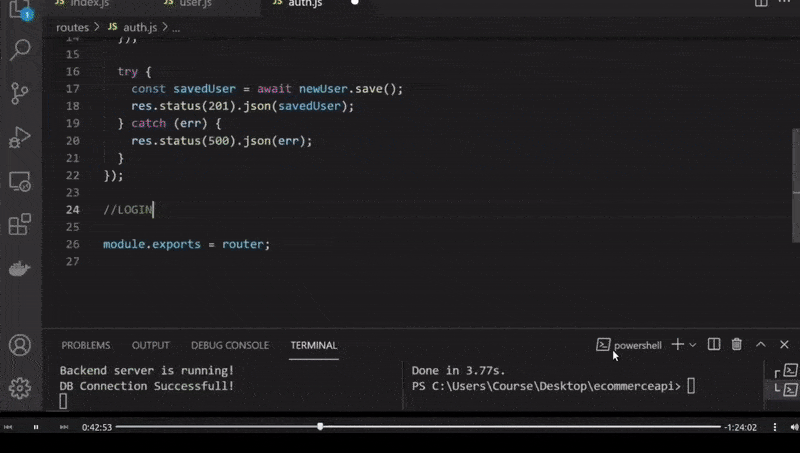 JS index.js JS user.js JS auth.js
1
routes > JS auth.js > ...
14 });
15
16 try {
17 const savedUser = await newUser.save();
18 res.status(201).json(savedUser);
19 } catch (err) {
20 res.status(500).json(err);
21 }
22 });
23
24 //LOGIN
25
26 module.exports = router;
27
PROBLEMS OUTPUT DEBUG CONSOLE TERMINAL powershell
Backend server is running! Done in 3.77s.
DB Connection Successfull! PS C:\Users\Course\Desktop\ecommerceapi>
0:42:53 -1:24:02